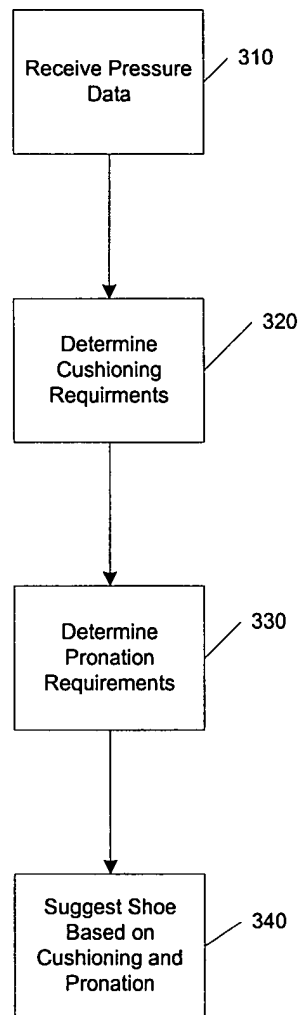 Receive Pressure
Data
310
Determine
Cushioning
Requirments
320
Determine
Pronation
Requirements
330
Suggest Shoe
Based on
Cushioning and
Pronation
340